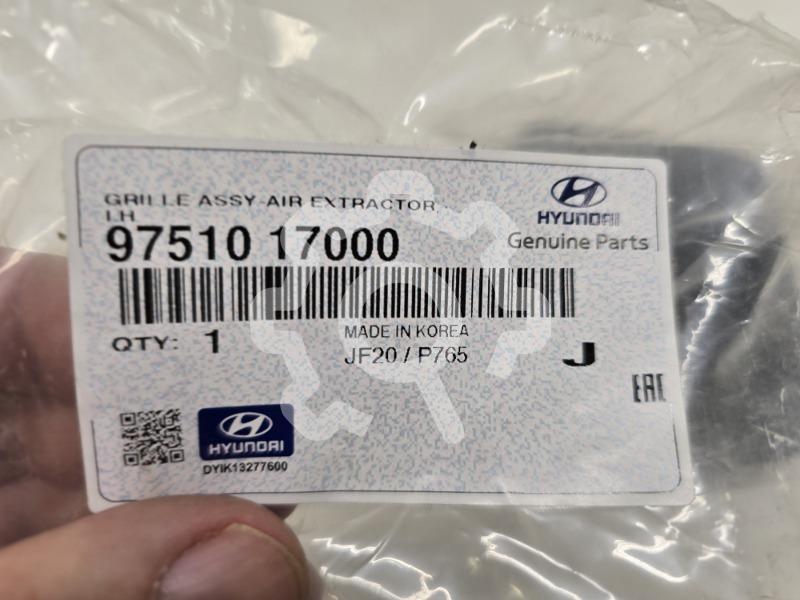 GRILLE ASSY-AIR EXTRACTOR,
LH
97510 17000
HYUNDAI
Genuine Parts
QTY: 1
MADE IN KOREA
JF20 / P765
J
EAC
HYUNDAI
DYIK13277600